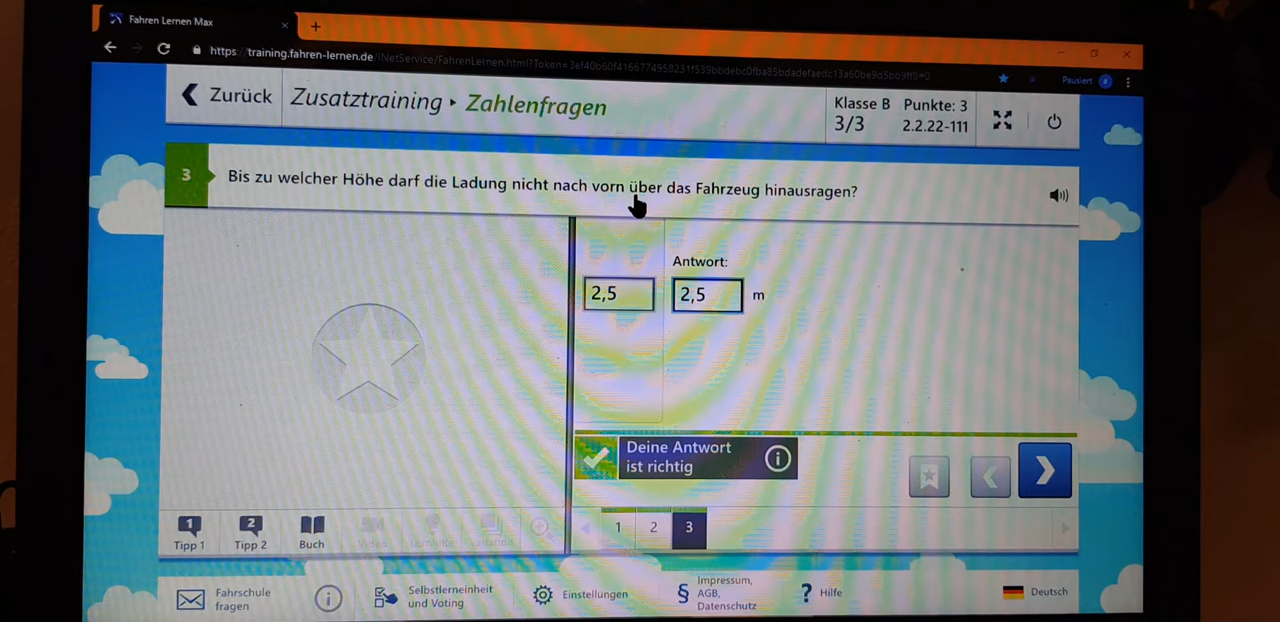 Fahren Lernen Max
https training.fahren-lernen.de
Pausiert
Zurück
Zusatztraining ▸ Zahlenfragen
Klasse B
3/3
Punkte: 3
2.2.22-111
3
Bis zu welcher Höhe darf die Ladung nicht nach vorn über das Fahrzeug hinausragen?
Antwort:
2,5
2,5
m
Deine Antwort
ist richtig
1
Tipp 1
2
Tipp 2
Buch
Video
1
2
3
Fahrschule
fragen
Selbstlerneinheit
und Voting
Einstellungen
§
Impressum,
AGB,
Datenschutz
?
Hilfe
Deutsch